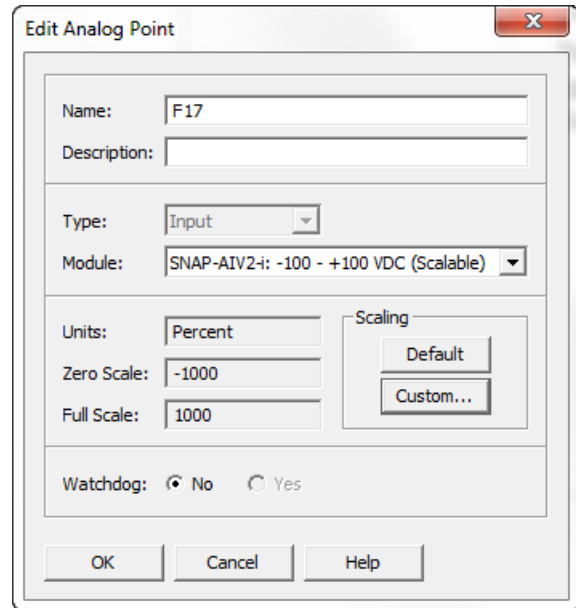 Edit Analog Point
Name: F17
Description:
Type: Input
Module: SNAP-AIV2-i: -100 - +100 VDC (Scalable)
Units: Percent
Zero Scale: -1000
Full Scale: 1000
Scaling
Default
Custom...
Watchdog: No Yes
OK Cancel Help